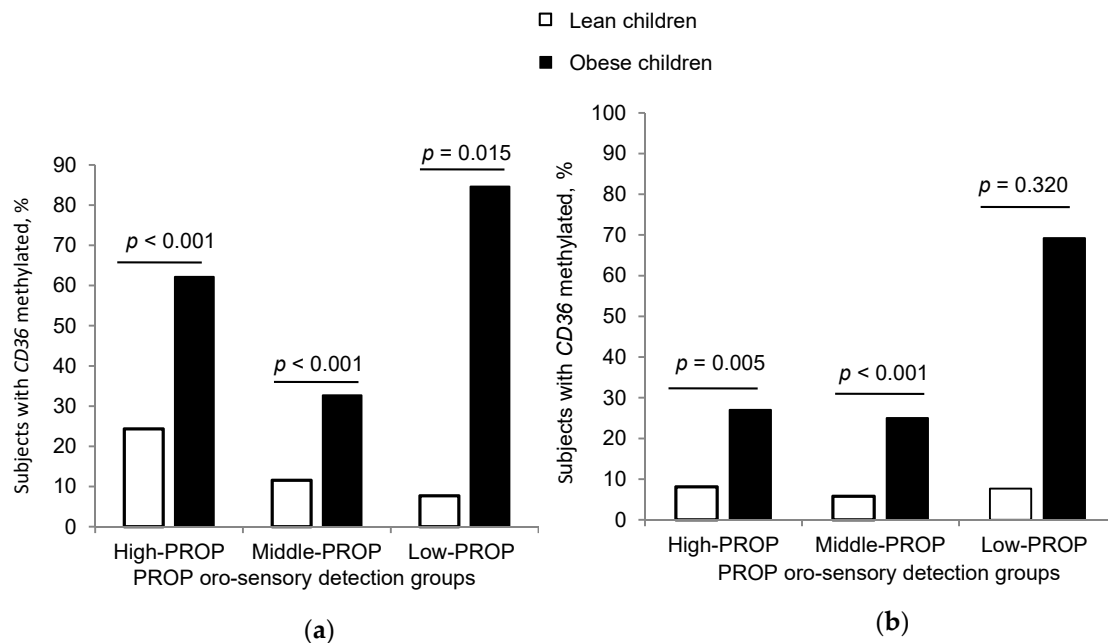 Lean children
Obese children
Subjects with CD36 methylated, %
90
80
70
60
50
40
30
20
10
0
p < 0.001
p < 0.001
p = 0.015
High-PROP Middle-PROP Low-PROP
PROP oro-sensory detection groups
(a)
Subjects with CD36 methylated, %
100
90
80
70
60
50
40
30
20
10
0
p = 0.005
p < 0.001
p = 0.320
High-PROP Middle-PROP Low-PROP
PROP oro-sensory detection groups
(b)